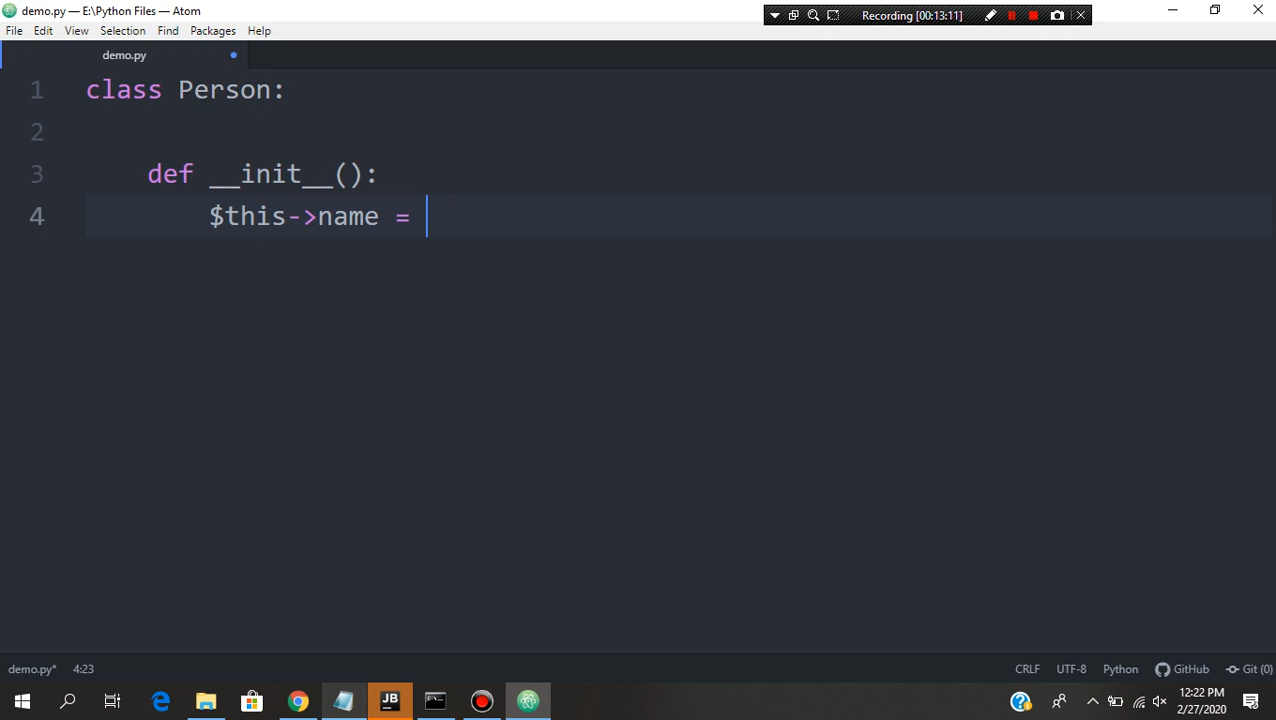 demo.py — E:\Python Files — Atom
Recording [00:13:11]
File Edit View Selection Find Packages Help
demo.py
1 class Person:
2
3 def __init__():
4 $this->name =
demo.py* 4:23 CRLF UTF-8 Python GitHub Git (0)
JB
12:22 PM
2/27/2020